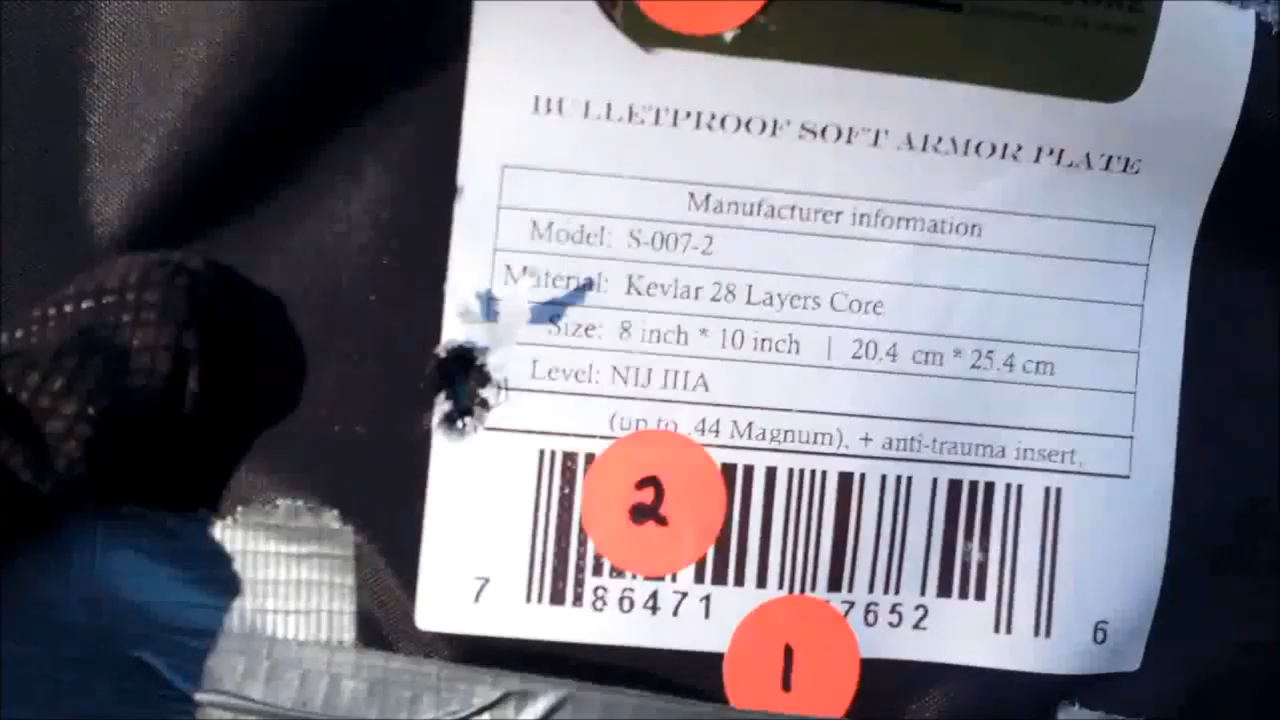 BULLETPROOF SOFT ARMOR PLATE
Manufacturer information
Model: S-007-2
Material: Kevlar 28 Layers Core
Size: 8 inch * 10 inch | 20.4 cm * 25.4 cm
Level: NIJ IIIA
(up to .44 Magnum), + anti-trauma insert,
2
7 86471 7652 6
1